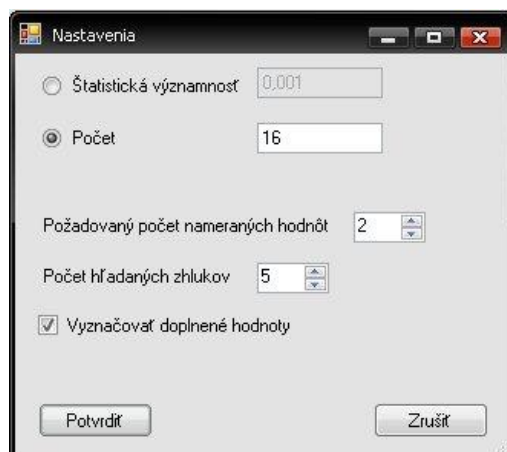 Nastavenia
Štatistická významnosť 0.001
Počet 16
Požadovaný počet nameraných hodnôt 2
Počet hľadaných zhlukov 5
Vyznačovať doplnené hodnoty
Potvrdiť Zrušiť